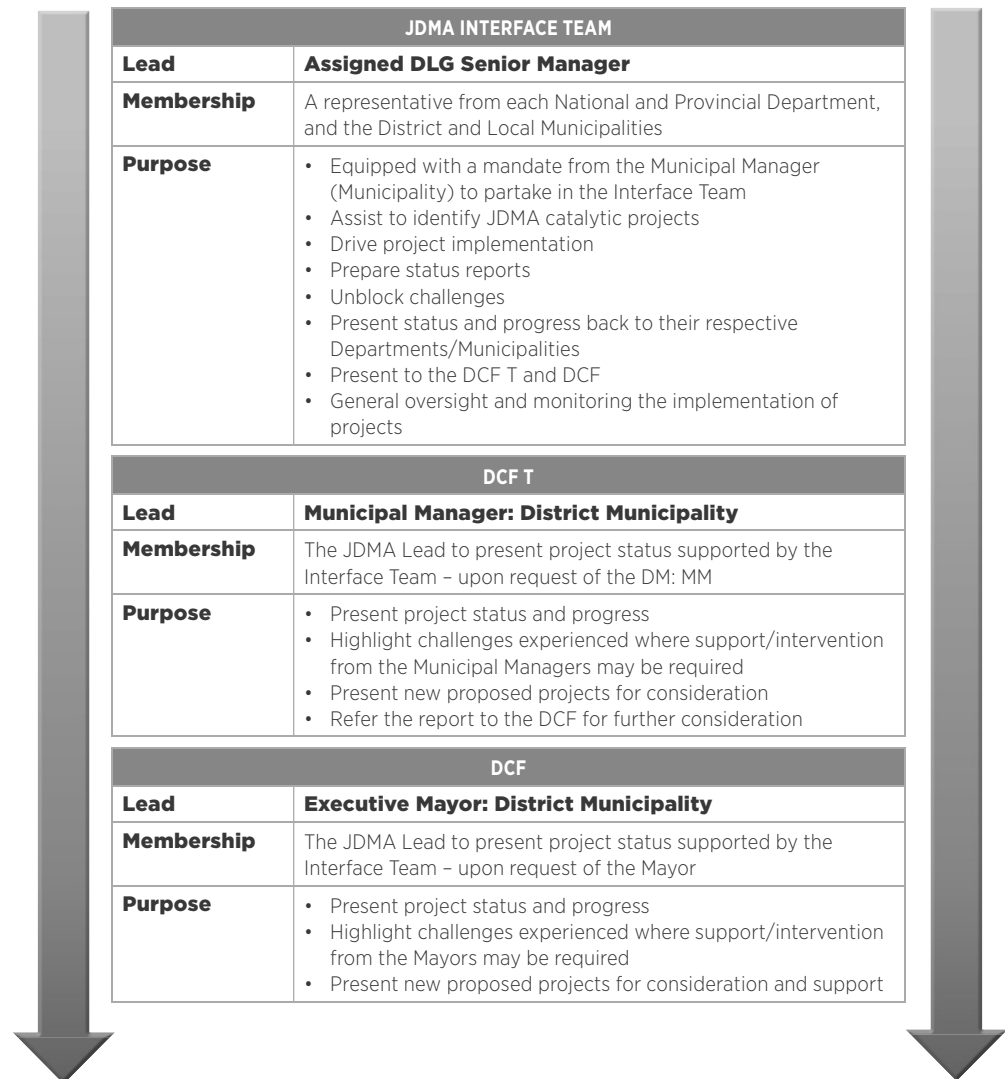 JDMA INTERFACE TEAM
Lead Assigned DLG Senior Manager
Membership A representative from each National and Provincial Department,
and the District and Local Municipalities
Purpose • Equipped with a mandate from the Municipal Manager
(Municipality) to partake in the Interface Team
• Assist to identify JDMA catalytic projects
• Drive project implementation
• Prepare status reports
• Unblock challenges
• Present status and progress back to their respective
Departments/Municipalities
• Present to the DCF T and DCF
• General oversight and monitoring the implementation of
projects
DCF T
Lead Municipal Manager: District Municipality
Membership The JDMA Lead to present project status supported by the
Interface Team – upon request of the DM: MM
Purpose • Present project status and progress
• Highlight challenges experienced where support/intervention
from the Municipal Managers may be required
• Present new proposed projects for consideration
• Refer the report to the DCF for further consideration
DCF
Lead Executive Mayor: District Municipality
Membership The JDMA Lead to present project status supported by the
Interface Team – upon request of the Mayor
Purpose • Present project status and progress
• Highlight challenges experienced where support/intervention
from the Mayors may be required
• Present new proposed projects for consideration and support